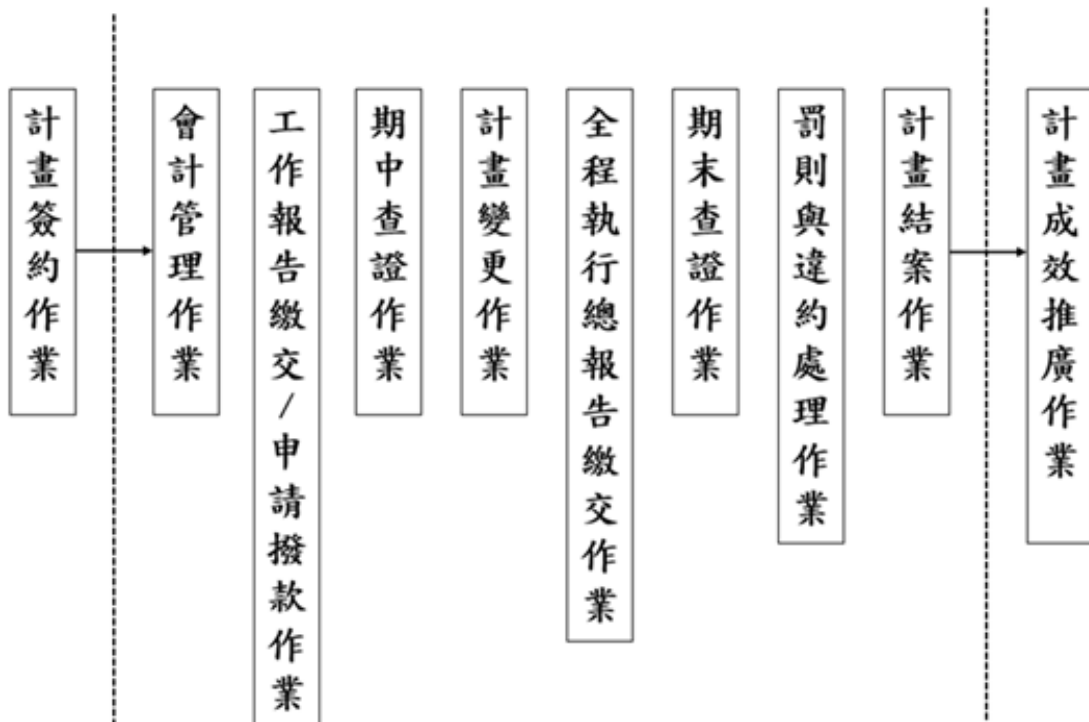 計畫簽約作業
會計管理作業
工作報告繳交/申請撥款作業
期中查證作業
計畫變更作業
全程執行總報告繳交作業
期末查證作業
罰則與違約處理作業
計畫結案作業
計畫成效推廣作業